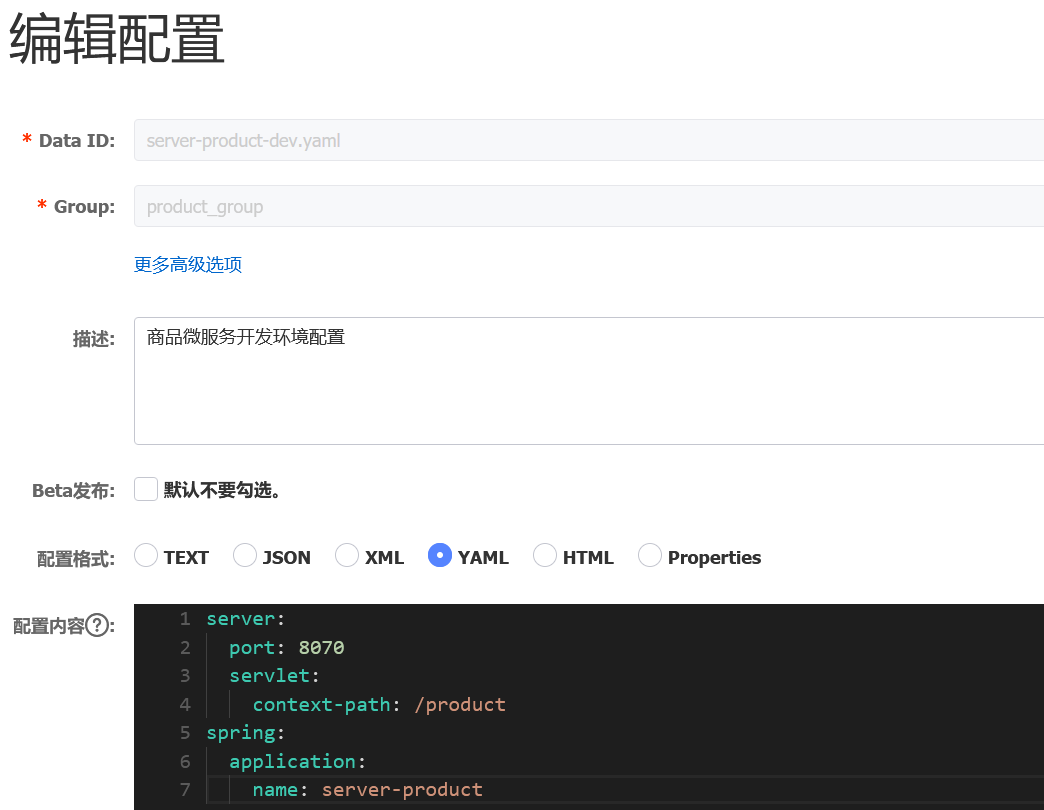 编辑配置
* Data ID: server-product-dev.yaml
* Group: product_group
更多高级选项
描述: 商品微服务开发环境配置
Beta发布: 默认不要勾选。
配置格式: TEXT JSON XML YAML HTML Properties
配置内容?:
1 server:
2   port: 8070
3   servlet:
4     context-path: /product
5 spring:
6   application:
7     name: server-product